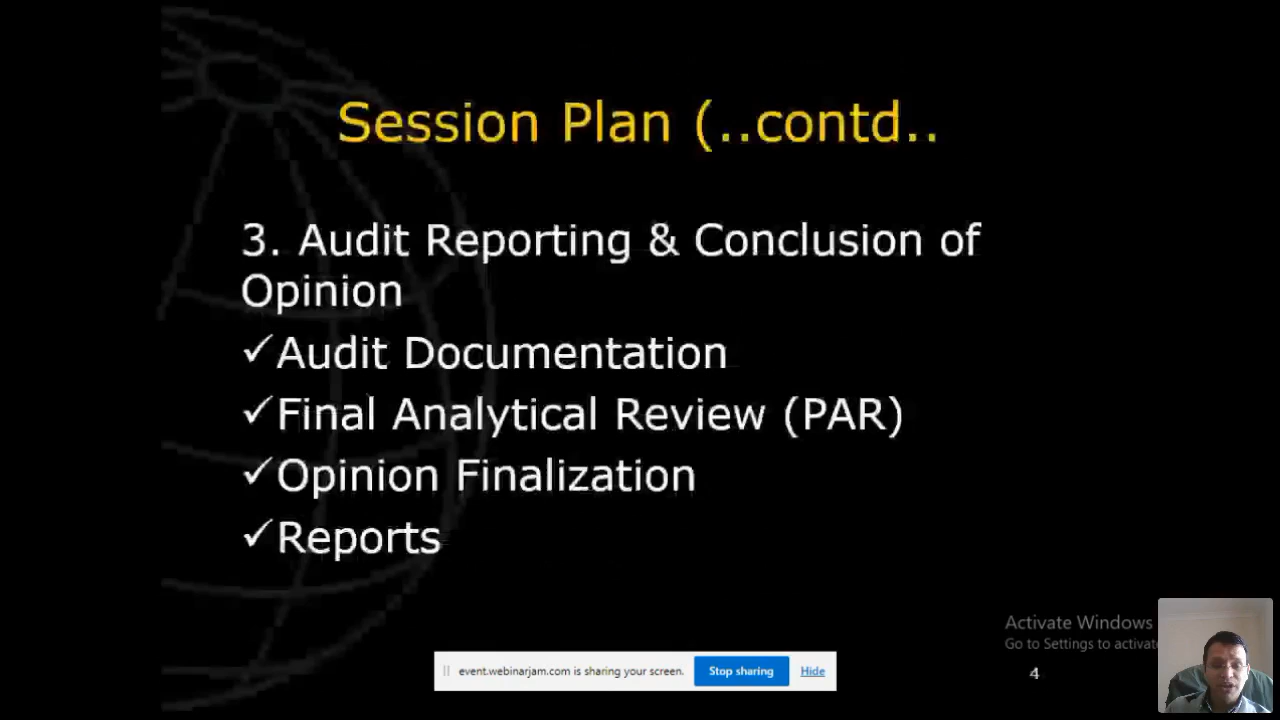 Session Plan (..contd..
3. Audit Reporting & Conclusion of
Opinion
✓Audit Documentation
✓Final Analytical Review (PAR)
✓Opinion Finalization
✓Reports
Activate Windows
Go to Settings to activate
event.webinarjam.com is sharing your screen. Stop sharing Hide
4